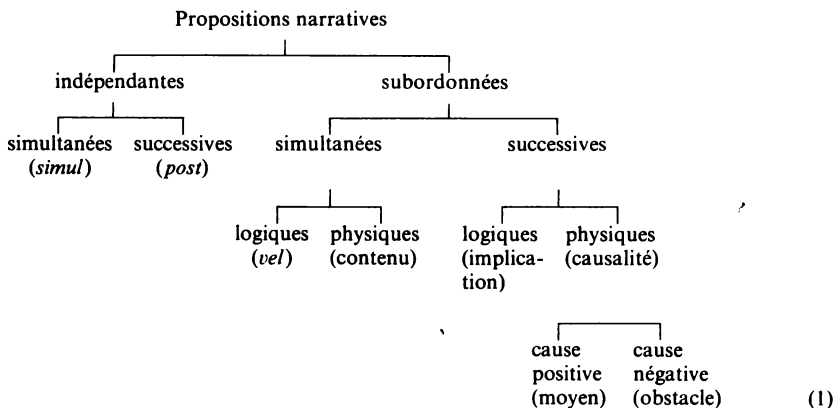 Propositions narratives
indépendantes subordonnées
simultanées successives simultanées successives
(simul) (post)
logiques physiques logiques physiques
(vel) (contenu) (implica- (causalité)
tion)
cause cause
positive négative
(moyen) (obstacle) (1)